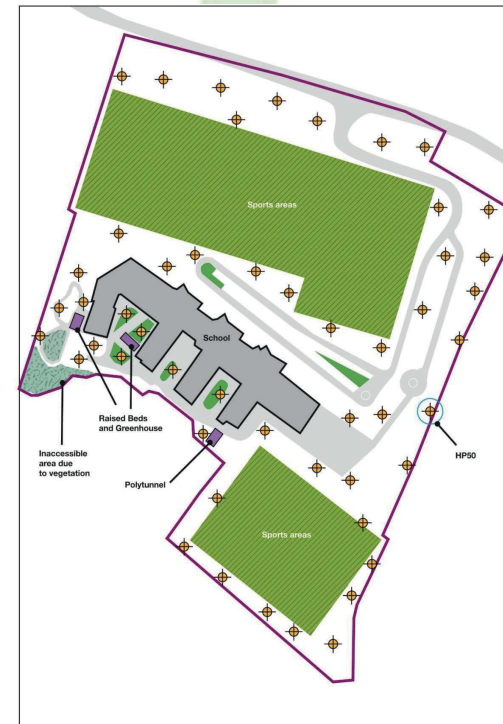 Sports areas
School
Raised Beds
and Greenhouse
Inaccessible
area due
to vegetation
HP50
Polytunnel
Sports areas